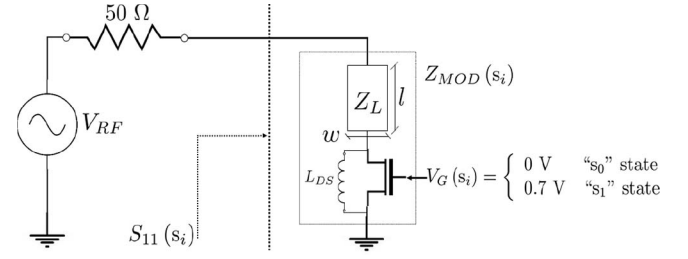 50 Ω
V_RF
S_11 (s_i)
Z_MOD (s_i)
Z_L
l
w
L_DS
V_G (s_i) = { 0 V "s_0" state
0.7 V "s_1" state